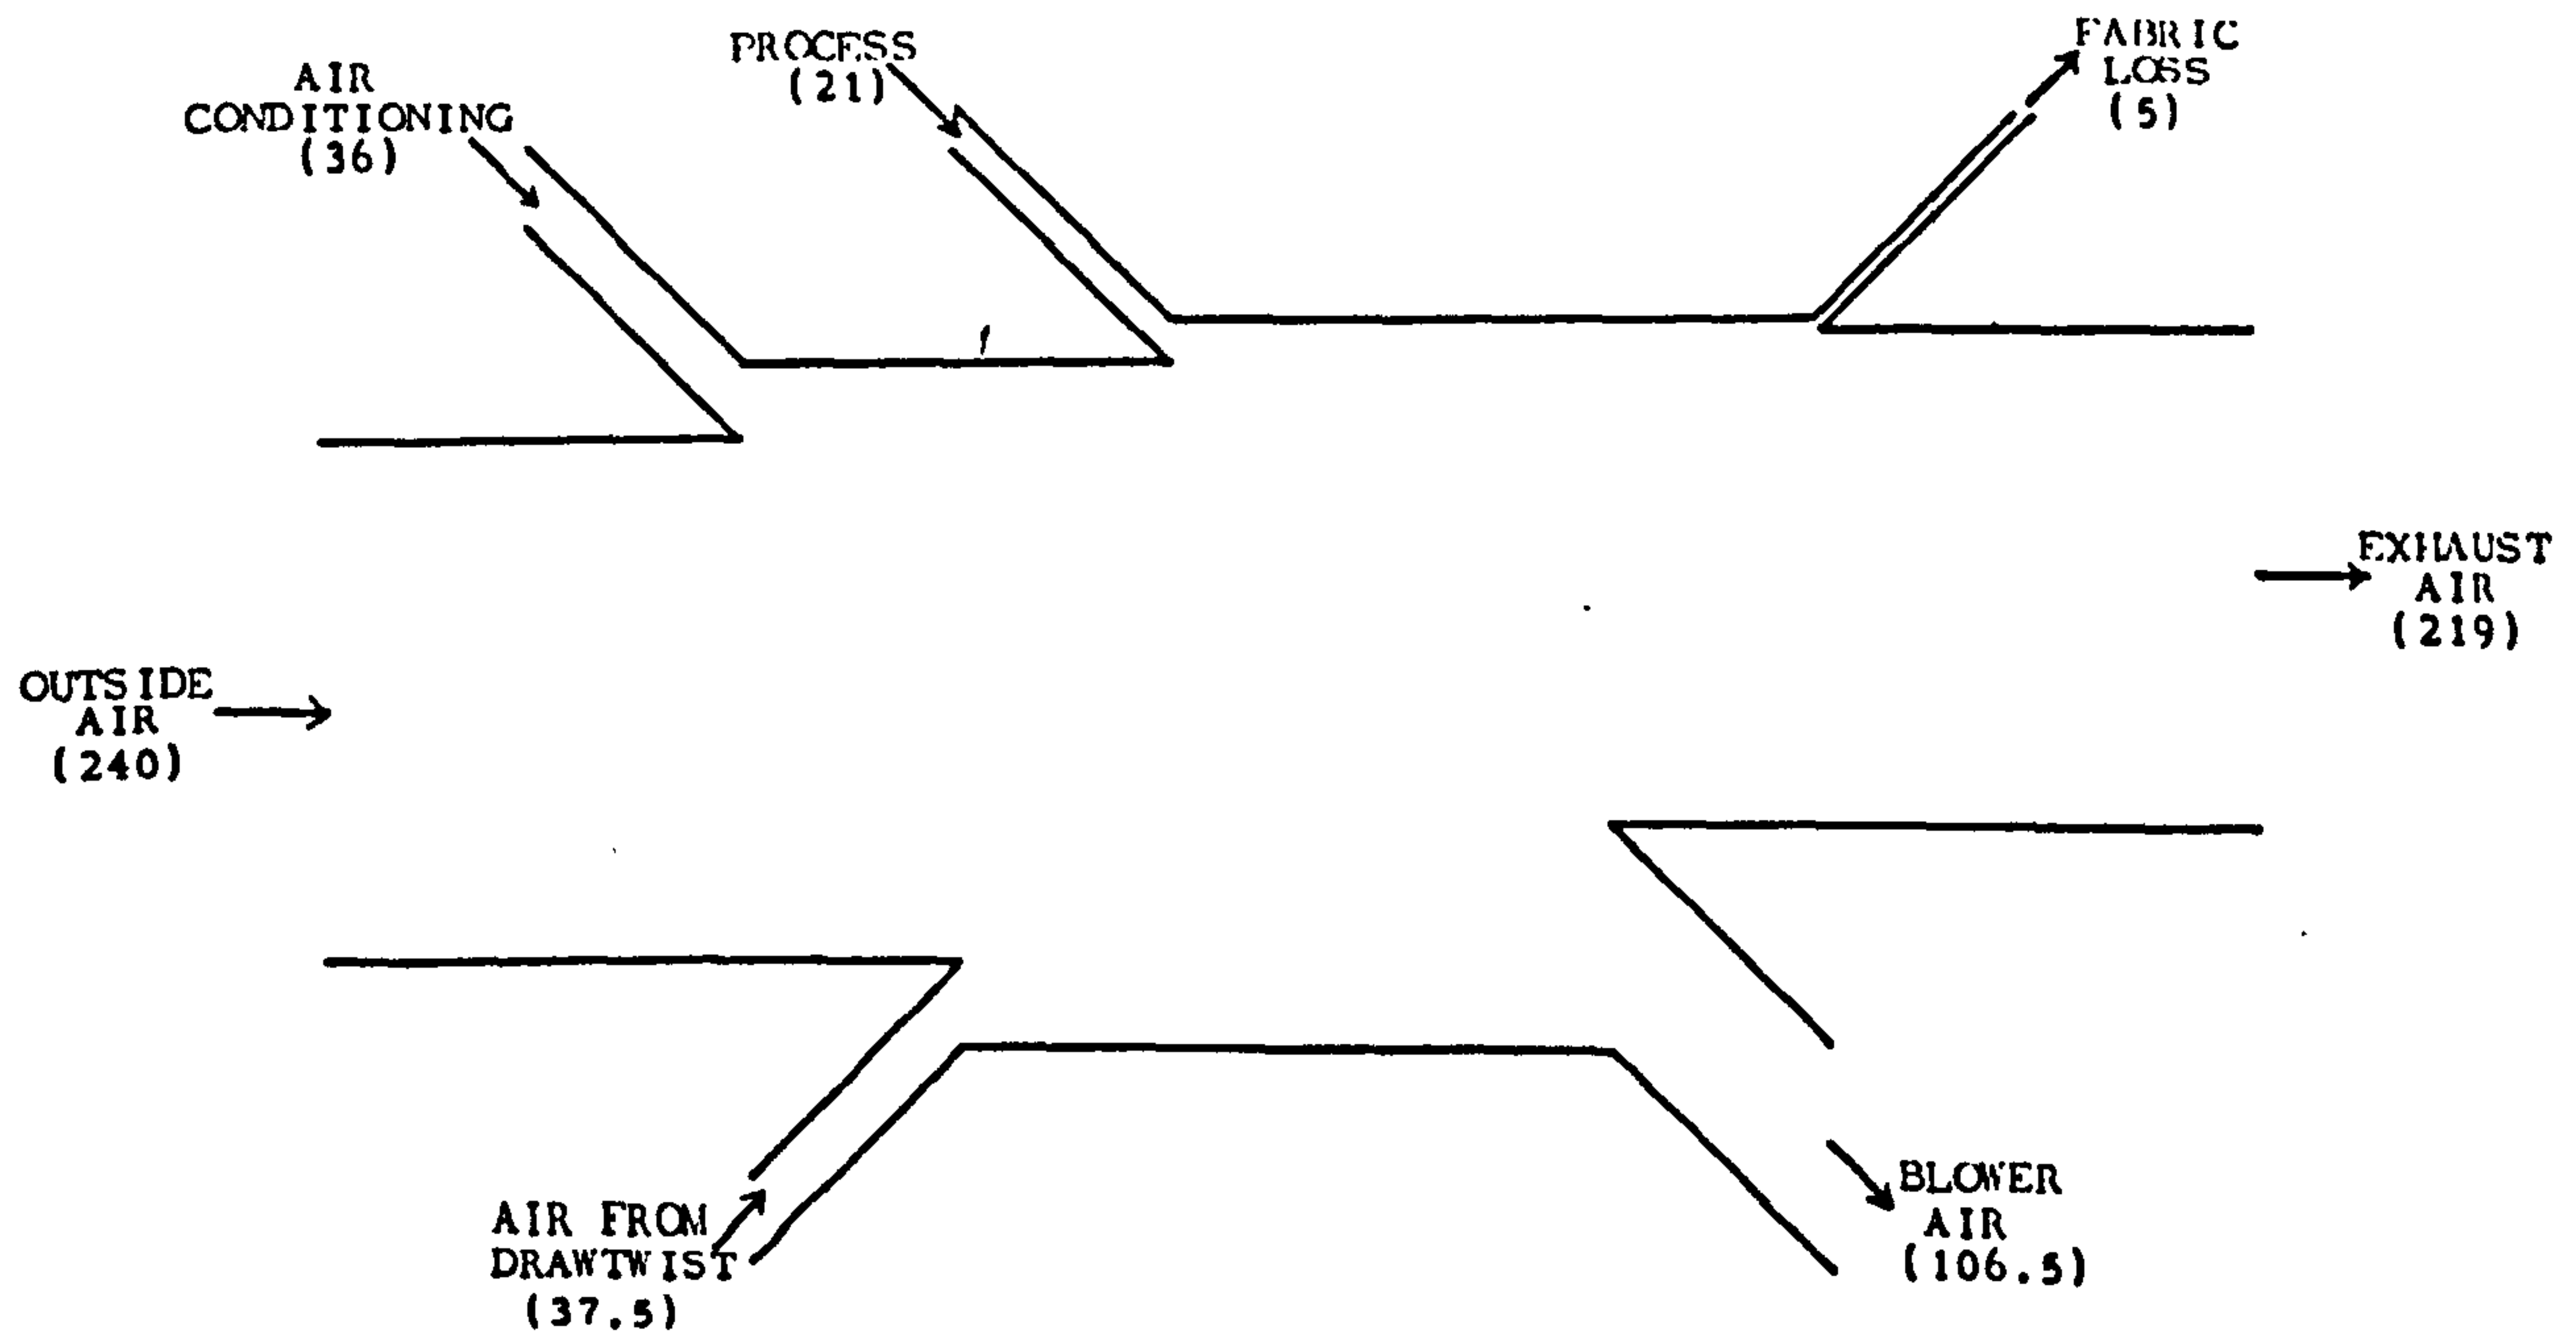 AIR
CONDITIONING
(36)
PROCESS
(21)
FABRIC
LOSS
(5)
EXHAUST
AIR
(219)
OUTSIDE
AIR
(240)
AIR FROM
DRAWTWIST
(37.5)
BLOWER
AIR
(106.5)